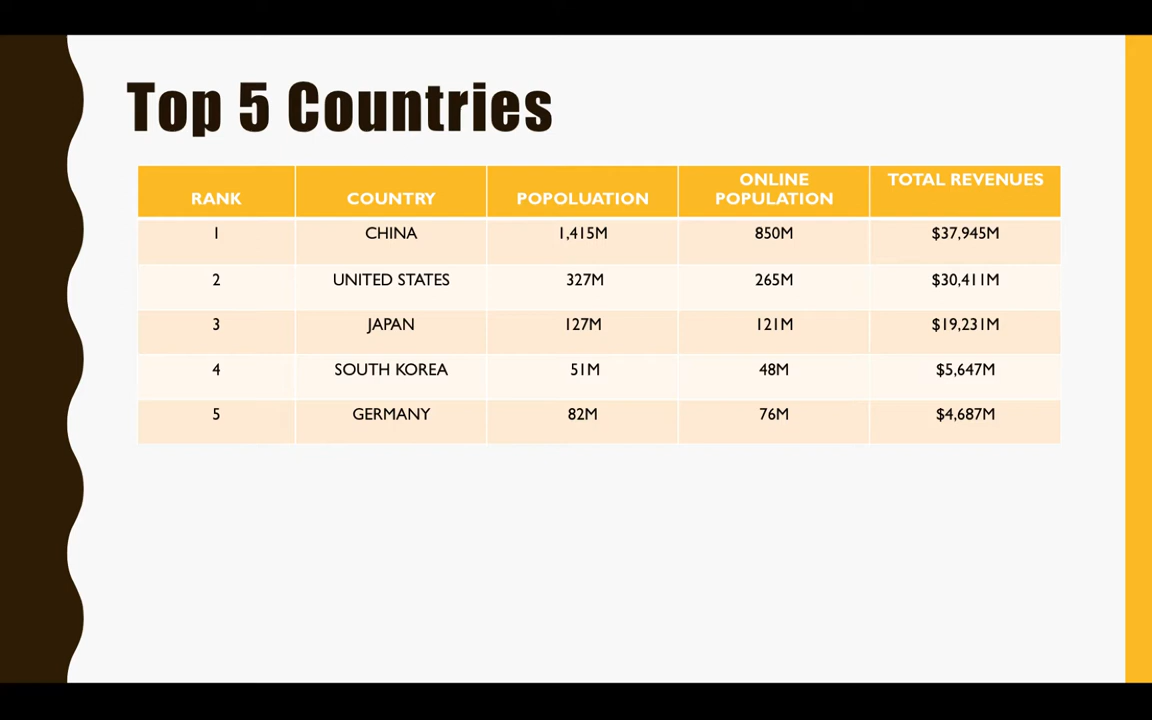 Top 5 Countries
RANK COUNTRY POPOLUATION ONLINE POPULATION TOTAL REVENUES
1 CHINA 1,415M 850M $37,945M
2 UNITED STATES 327M 265M $30,411M
3 JAPAN 127M 121M $19,231M
4 SOUTH KOREA 51M 48M $5,647M
5 GERMANY 82M 76M $4,687M